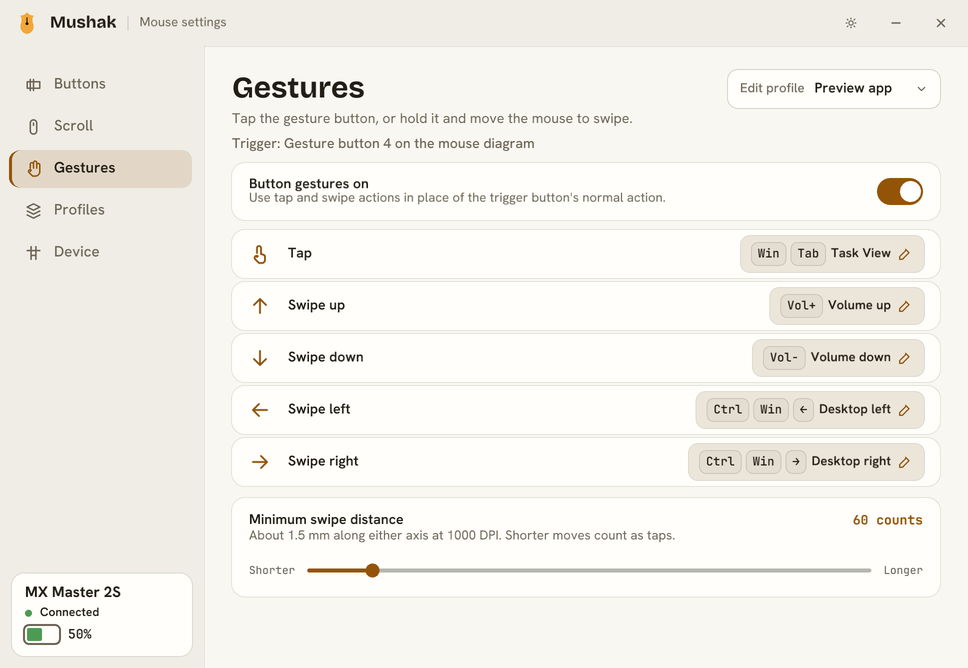 Mushak | Mouse settings
Buttons
Scroll
Gestures
Profiles
Device
MX Master 2S
Connected
50%
Gestures
Edit profile Preview app
Tap the gesture button, or hold it and move the mouse to swipe.
Trigger: Gesture button 4 on the mouse diagram
Button gestures on
Use tap and swipe actions in place of the trigger button's normal action.
Tap Win Tab Task View
Swipe up Vol+ Volume up
Swipe down Vol- Volume down
Swipe left Ctrl Win ← Desktop left
Swipe right Ctrl Win → Desktop right
Minimum swipe distance 60 counts
About 1.5 mm along either axis at 1000 DPI. Shorter moves count as taps.
Shorter Longer